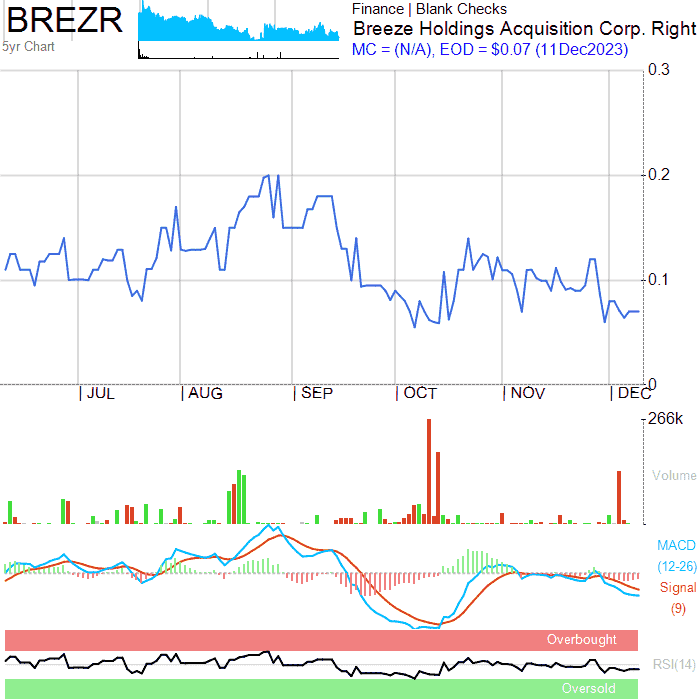 BREZR
5yr Chart
Finance | Blank Checks
Breeze Holdings Acquisition Corp. Right
MC = (N/A), EOD = $0.07 (11Dec2023)
0.3
0.2
0.1
0
JUL
AUG
SEP
OCT
NOV
DEC
266k
Volume
MACD
(12-26)
Signal
(9)
Overbought
RSI(14)
Oversold